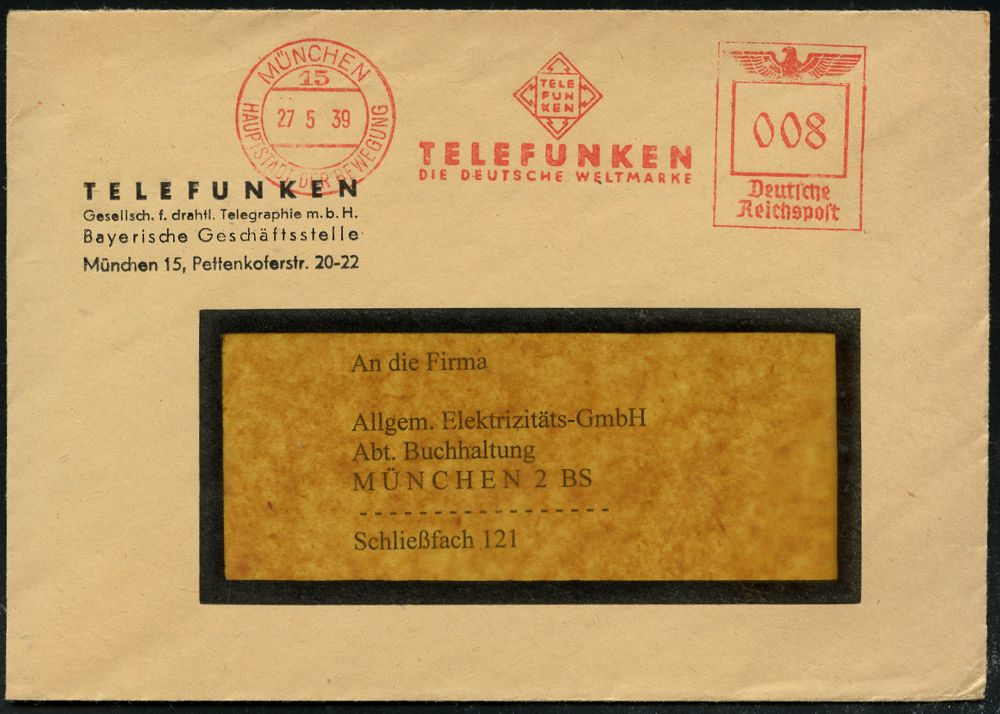 MÜNCHEN
15
27 5 39
HAUPTSTADT DER BEWEGUNG
TELE
FUN
KEN
TELEFUNKEN
DIE DEUTSCHE WELTMARKE
008
Deutsche
Reichspost
TELEFUNKEN
Gesellsch. f. drahtl. Telegraphie m. b. H.
Bayerische Geschäftsstelle
München 15, Pettenkoferstr. 20-22
An die Firma
Allgem. Elektrizitäts-GmbH
Abt. Buchhaltung
MÜNCHEN 2 BS
- - - - - - - - - - - - - - - - - -
Schließfach 121